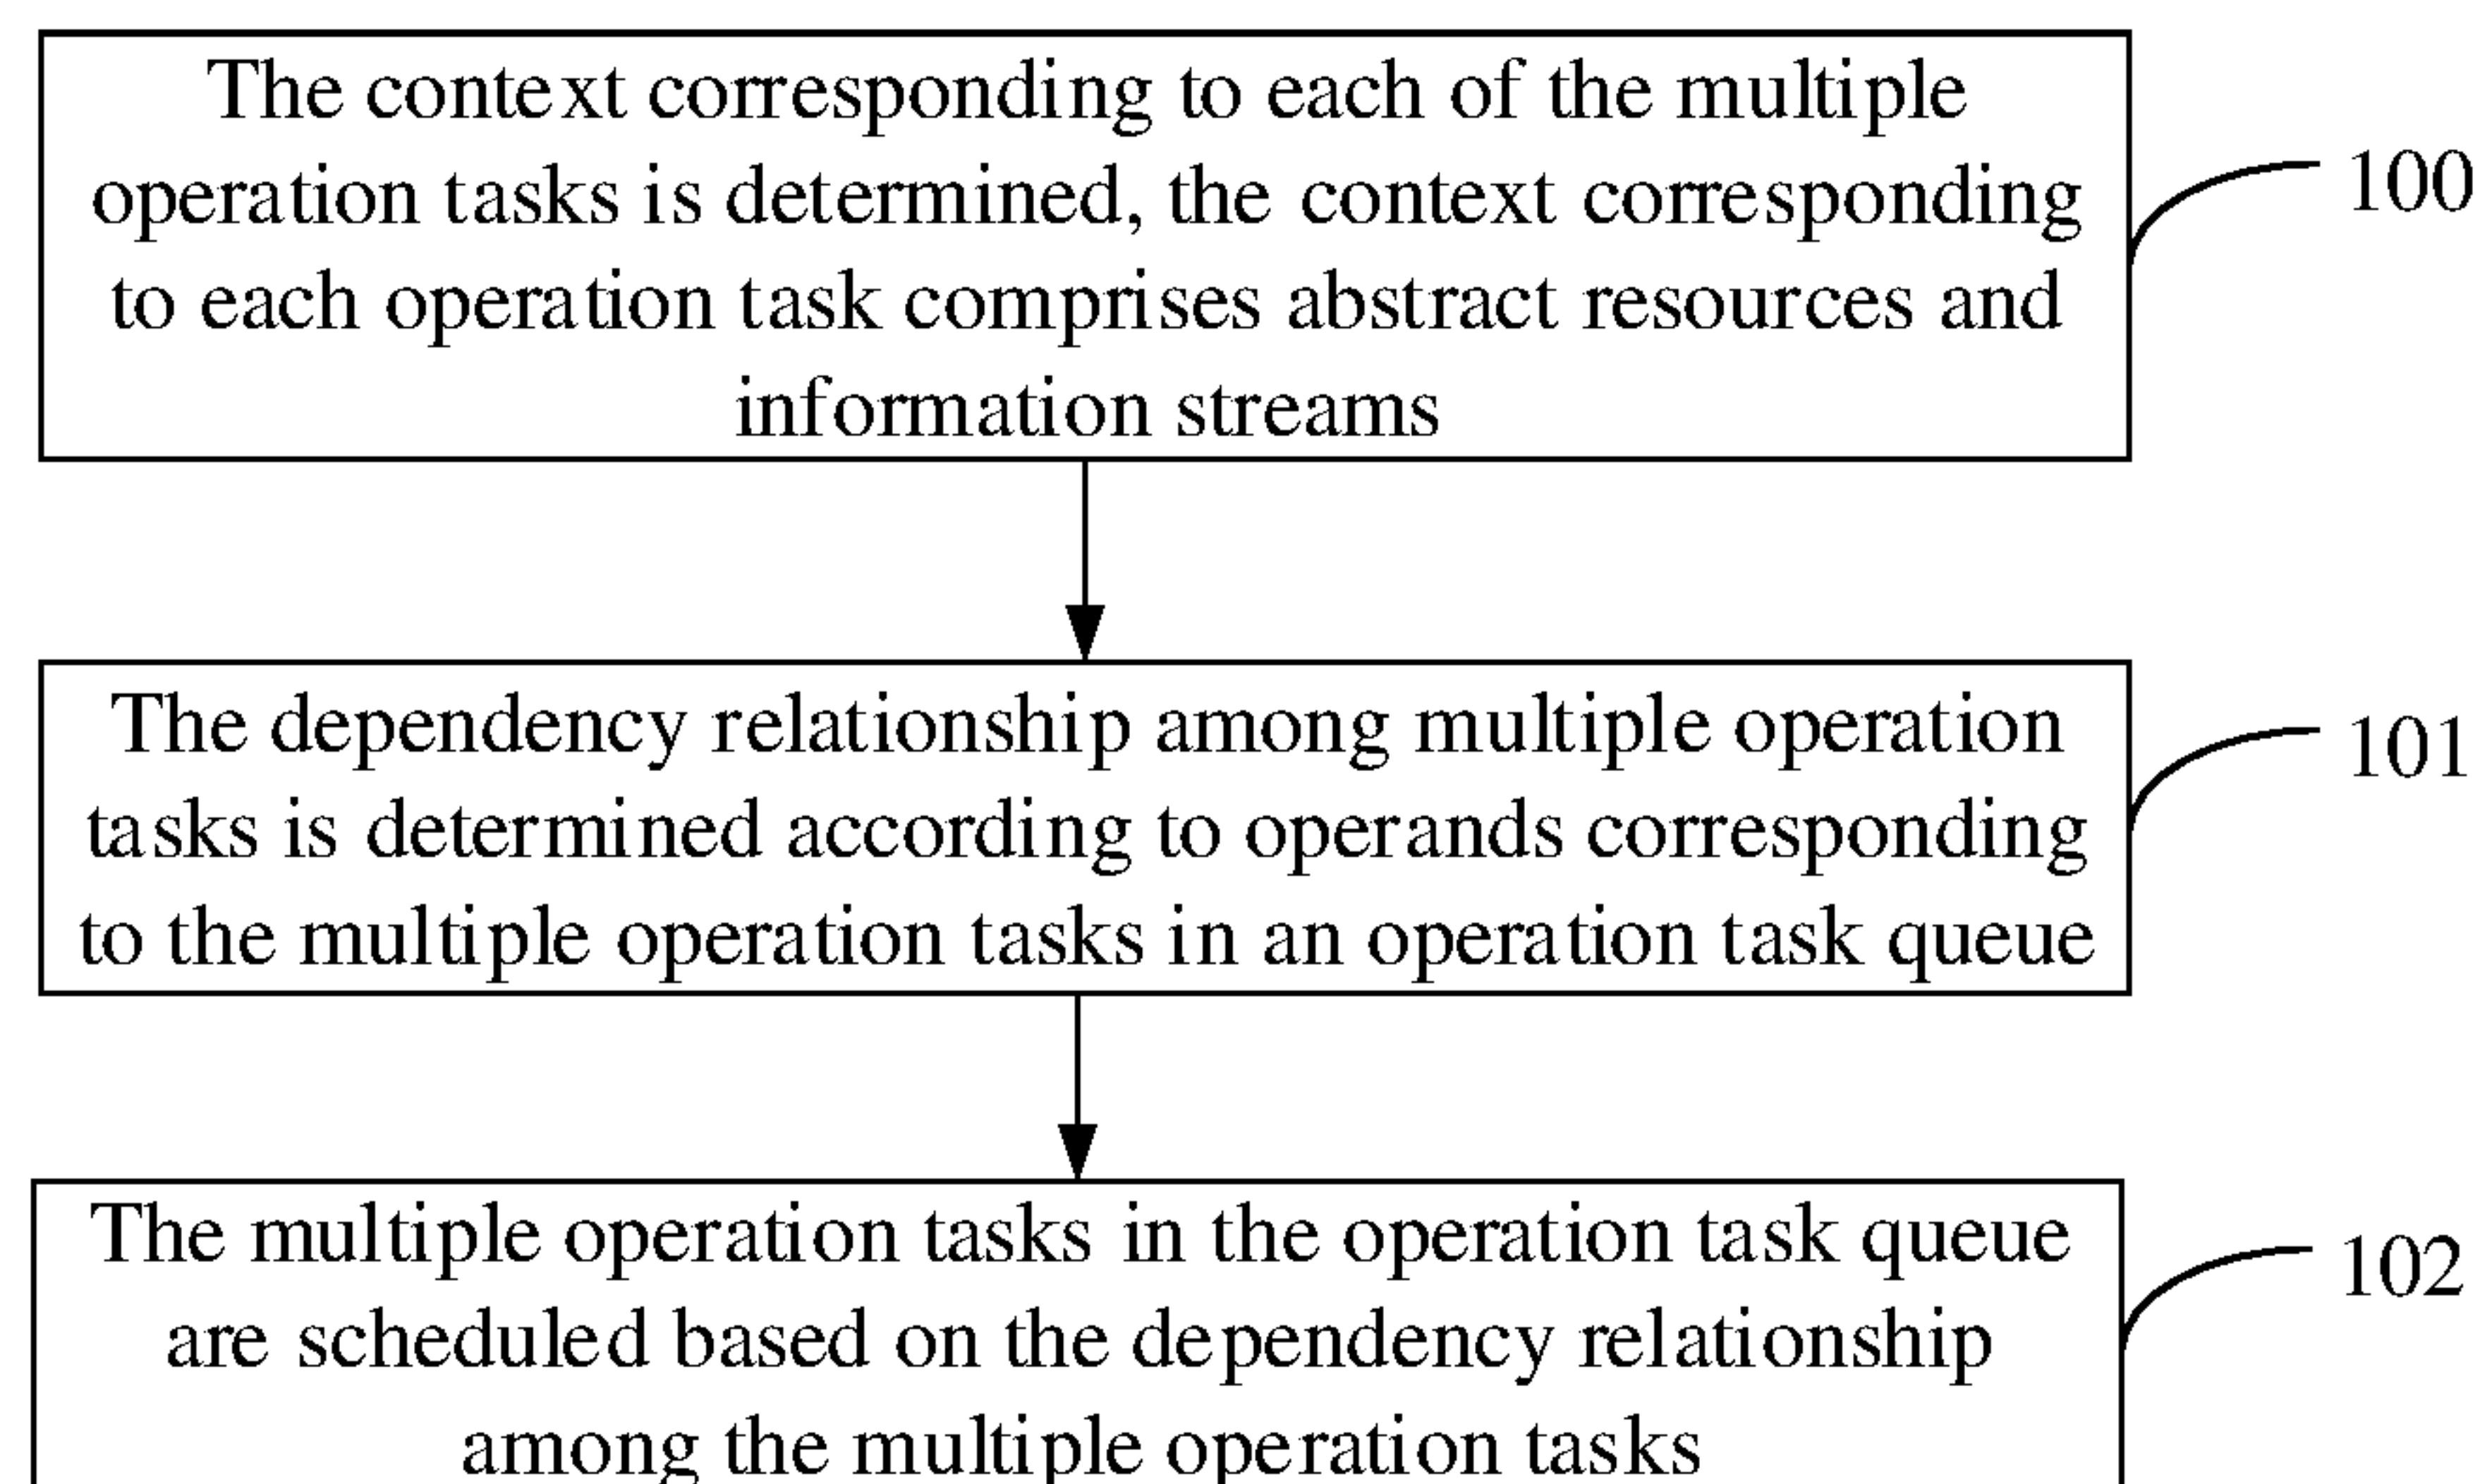 The context corresponding to each of the multiple
operation tasks is determined, the context corresponding
to each operation task comprises abstract resources and
information streams
100
The dependency relationship among multiple operation
tasks is determined according to operands corresponding
to the multiple operation tasks in an operation task queue
101
The multiple operation tasks in the operation task queue
are scheduled based on the dependency relationship
among the multiple operation tasks
102